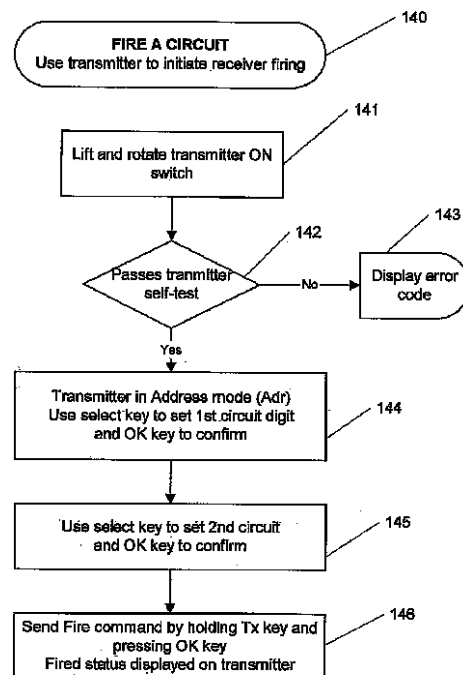 FIRE A CIRCUIT
Use transmitter to initiate receiver firing
140
141
Lift and rotate transmitter ON
switch
142
143
Passes tranmitter
self-test
No
Display error
code
Yes
Transmitter in Address mode (Adr)
Use select key to set 1st circuit digit
and OK key to confirm
144
Use select key to set 2nd circuit
and OK key to confirm
145
Send Fire command by holding Tx key and
pressing OK key
Fired status displayed on transmitter
146